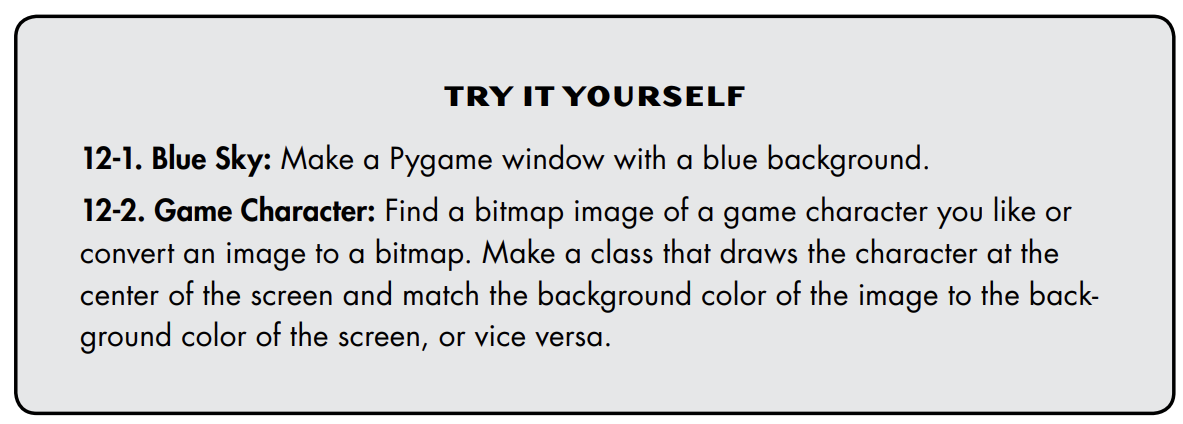 TRY IT YOURSELF
12-1. Blue Sky: Make a Pygame window with a blue background.
12-2. Game Character: Find a bitmap image of a game character you like or
convert an image to a bitmap. Make a class that draws the character at the
center of the screen and match the background color of the image to the back-
ground color of the screen, or vice versa.